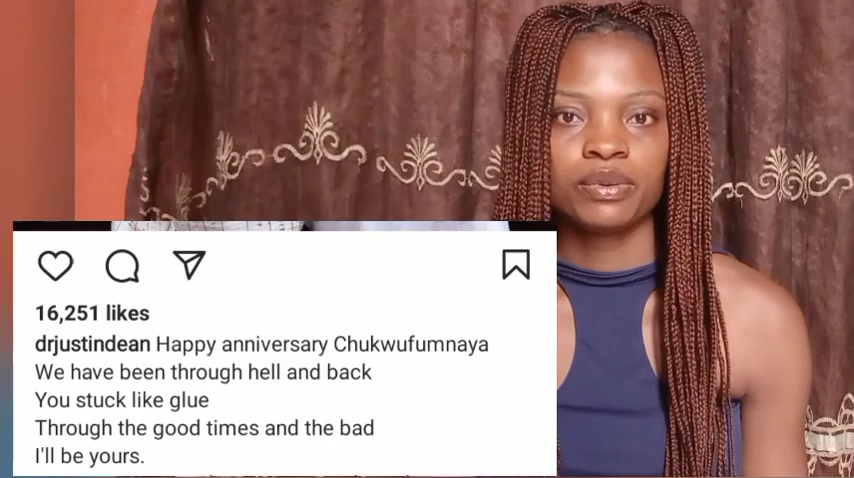 16,251 likes
drjustindean Happy anniversary Chukwufumnaya
We have been through hell and back
You stuck like glue
Through the good times and the bad
I'll be yours.